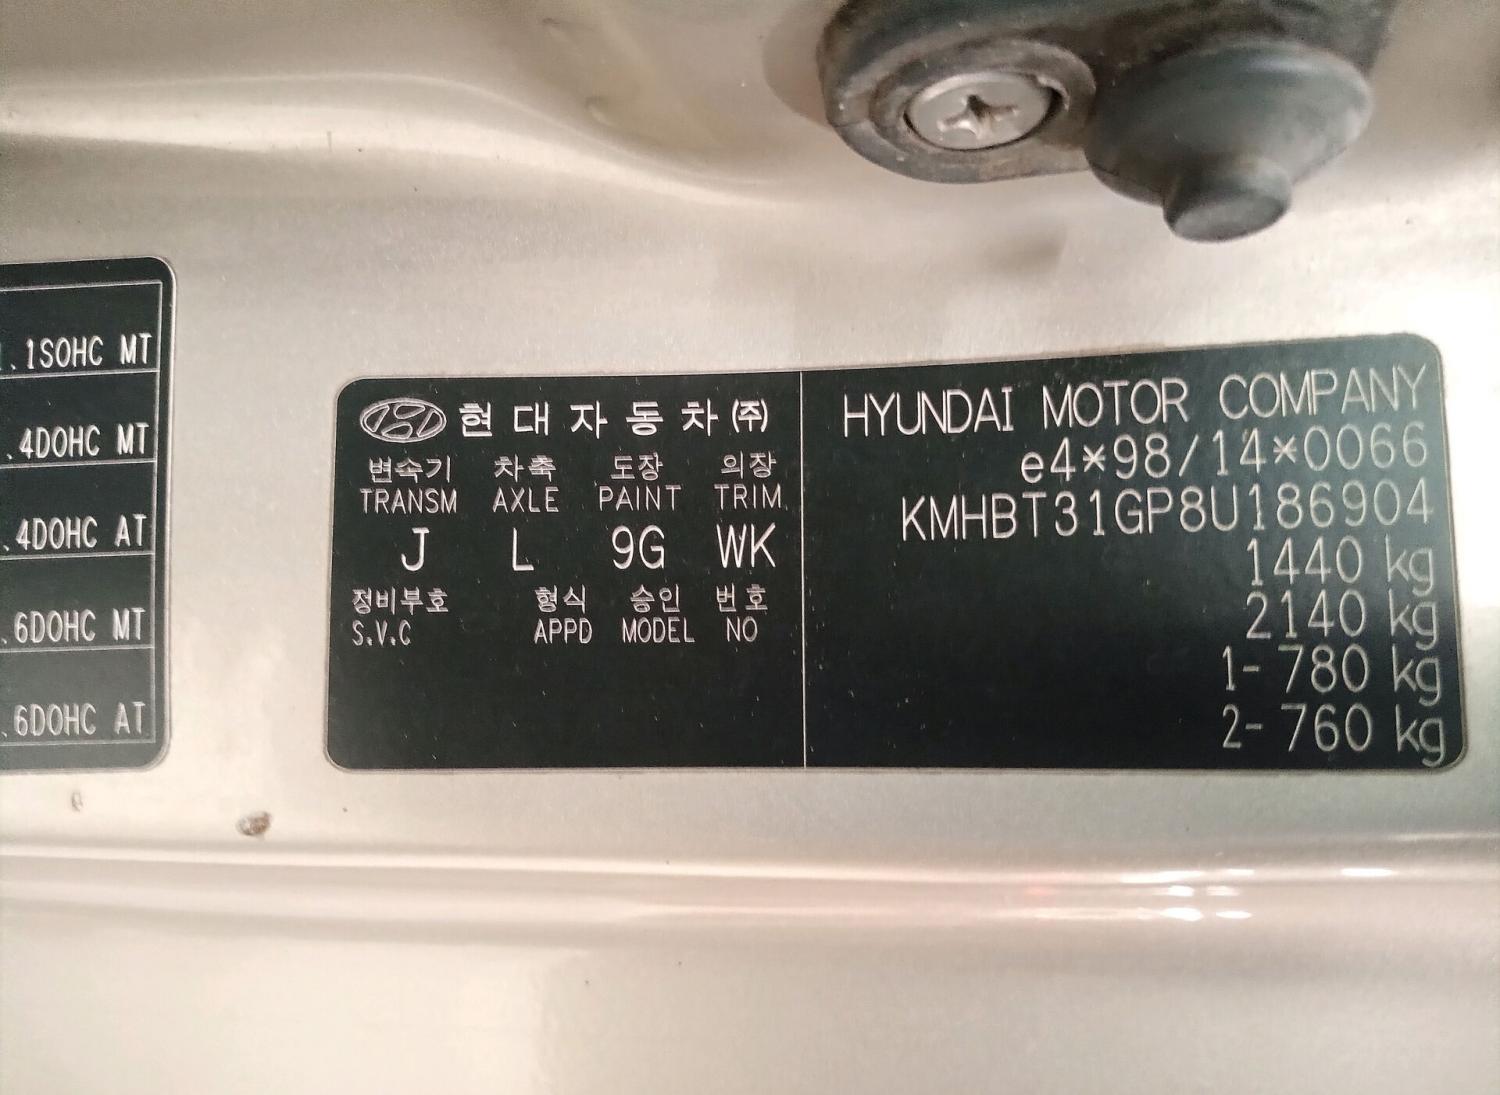 .1SOHC MT
.4DOHC MT
.4DOHC AT
.6DOHC MT
.6DOHC AT
현대자동차(주)
변속기 차축 도장 의장
TRANSM AXLE PAINT TRIM
J L 9G WK
정비부호 형식 승인 번호
S.V.C APPD MODEL NO
HYUNDAI MOTOR COMPANY
e4*98/14*0066
KMHBT31GP8U186904
1440 kg
2140 kg
1- 780 kg
2- 760 kg